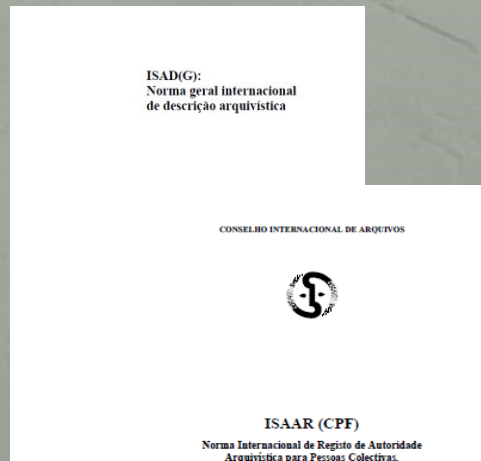 ISAD(G):
Norma geral internacional
de descrição arquivística
CONSELHO INTERNACIONAL DE ARQUIVOS
ISAAR (CPF)
Norma Internacional de Registo de Autoridade
Arquivística para Pessoas Colectivas,